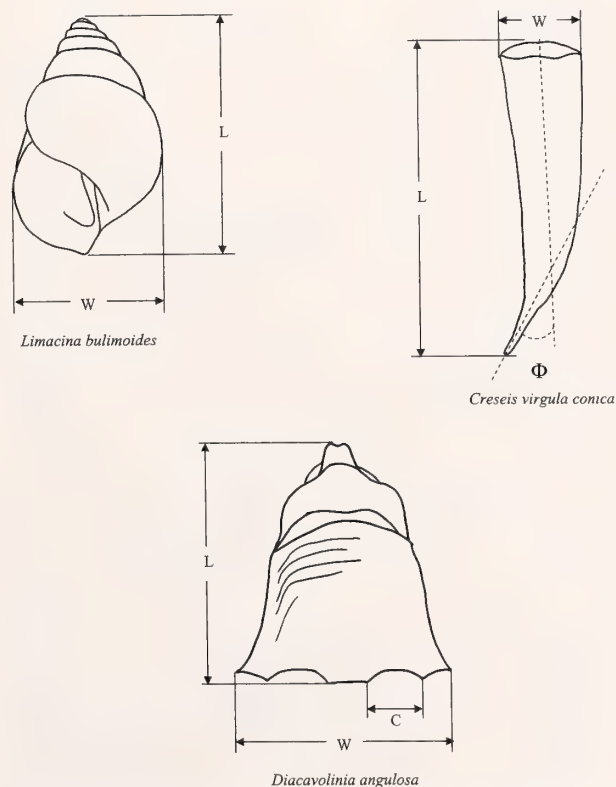 W
L
L
W
Φ
Limacina bulimoides
Creseis virgula conica
L
C
W
Diacavolinia angulosa